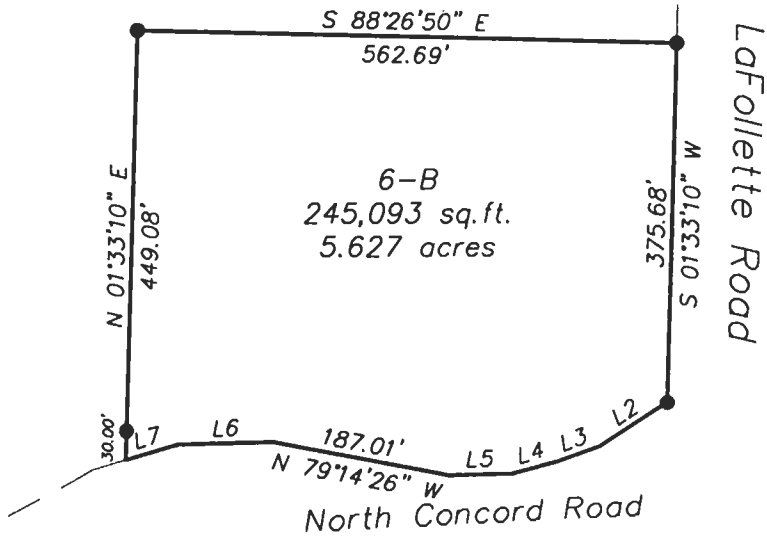 S 88°26'50" E
562.69'
LaFollette Road
N 01°33'10" E
449.08'
6-B
245,093 sq.ft.
5.627 acres
375.68'
S 01°33'10" W
30.00'
L7
L6
187.01'
N 79°14'26" W
L5
L4
L3
L2
North Concord Road